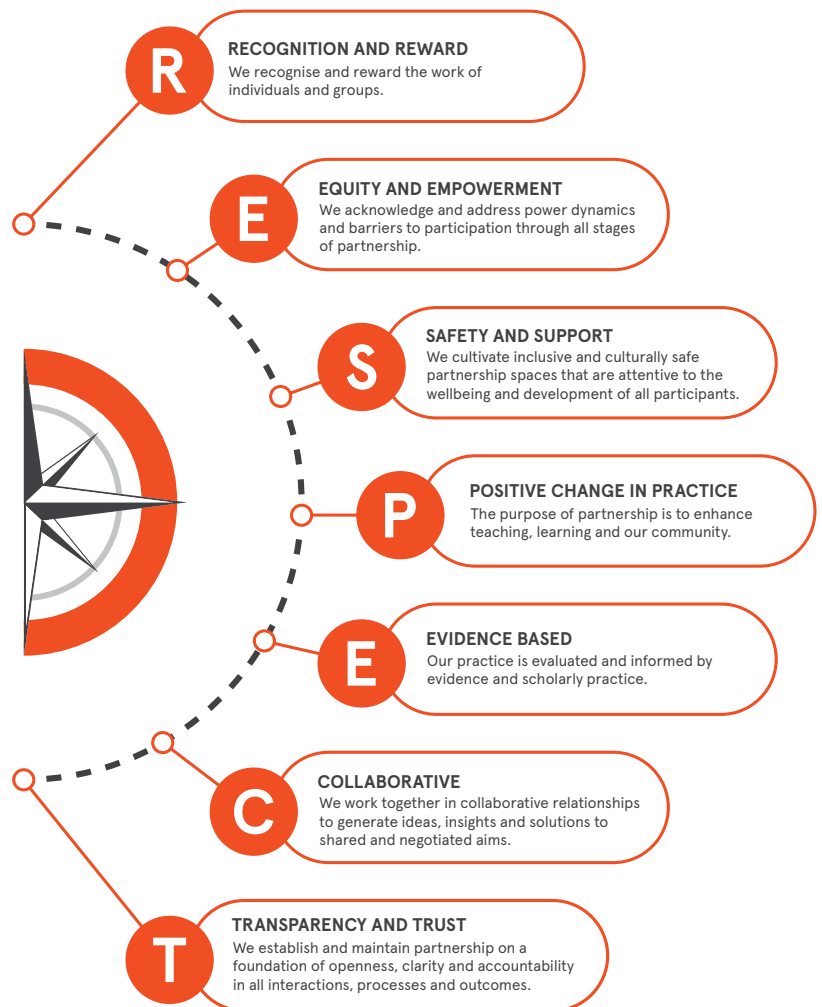 R
RECOGNITION AND REWARD
We recognise and reward the work of
individuals and groups.
E
EQUITY AND EMPOWERMENT
We acknowledge and address power dynamics
and barriers to participation through all stages
of partnership.
S
SAFETY AND SUPPORT
We cultivate inclusive and culturally safe
partnership spaces that are attentive to the
wellbeing and development of all participants.
P
POSITIVE CHANGE IN PRACTICE
The purpose of partnership is to enhance
teaching, learning and our community.
E
EVIDENCE BASED
Our practice is evaluated and informed by
evidence and scholarly practice.
C
COLLABORATIVE
We work together in collaborative relationships
to generate ideas, insights and solutions to
shared and negotiated aims.
T
TRANSPARENCY AND TRUST
We establish and maintain partnership on a
foundation of openness, clarity and accountability
in all interactions, processes and outcomes.